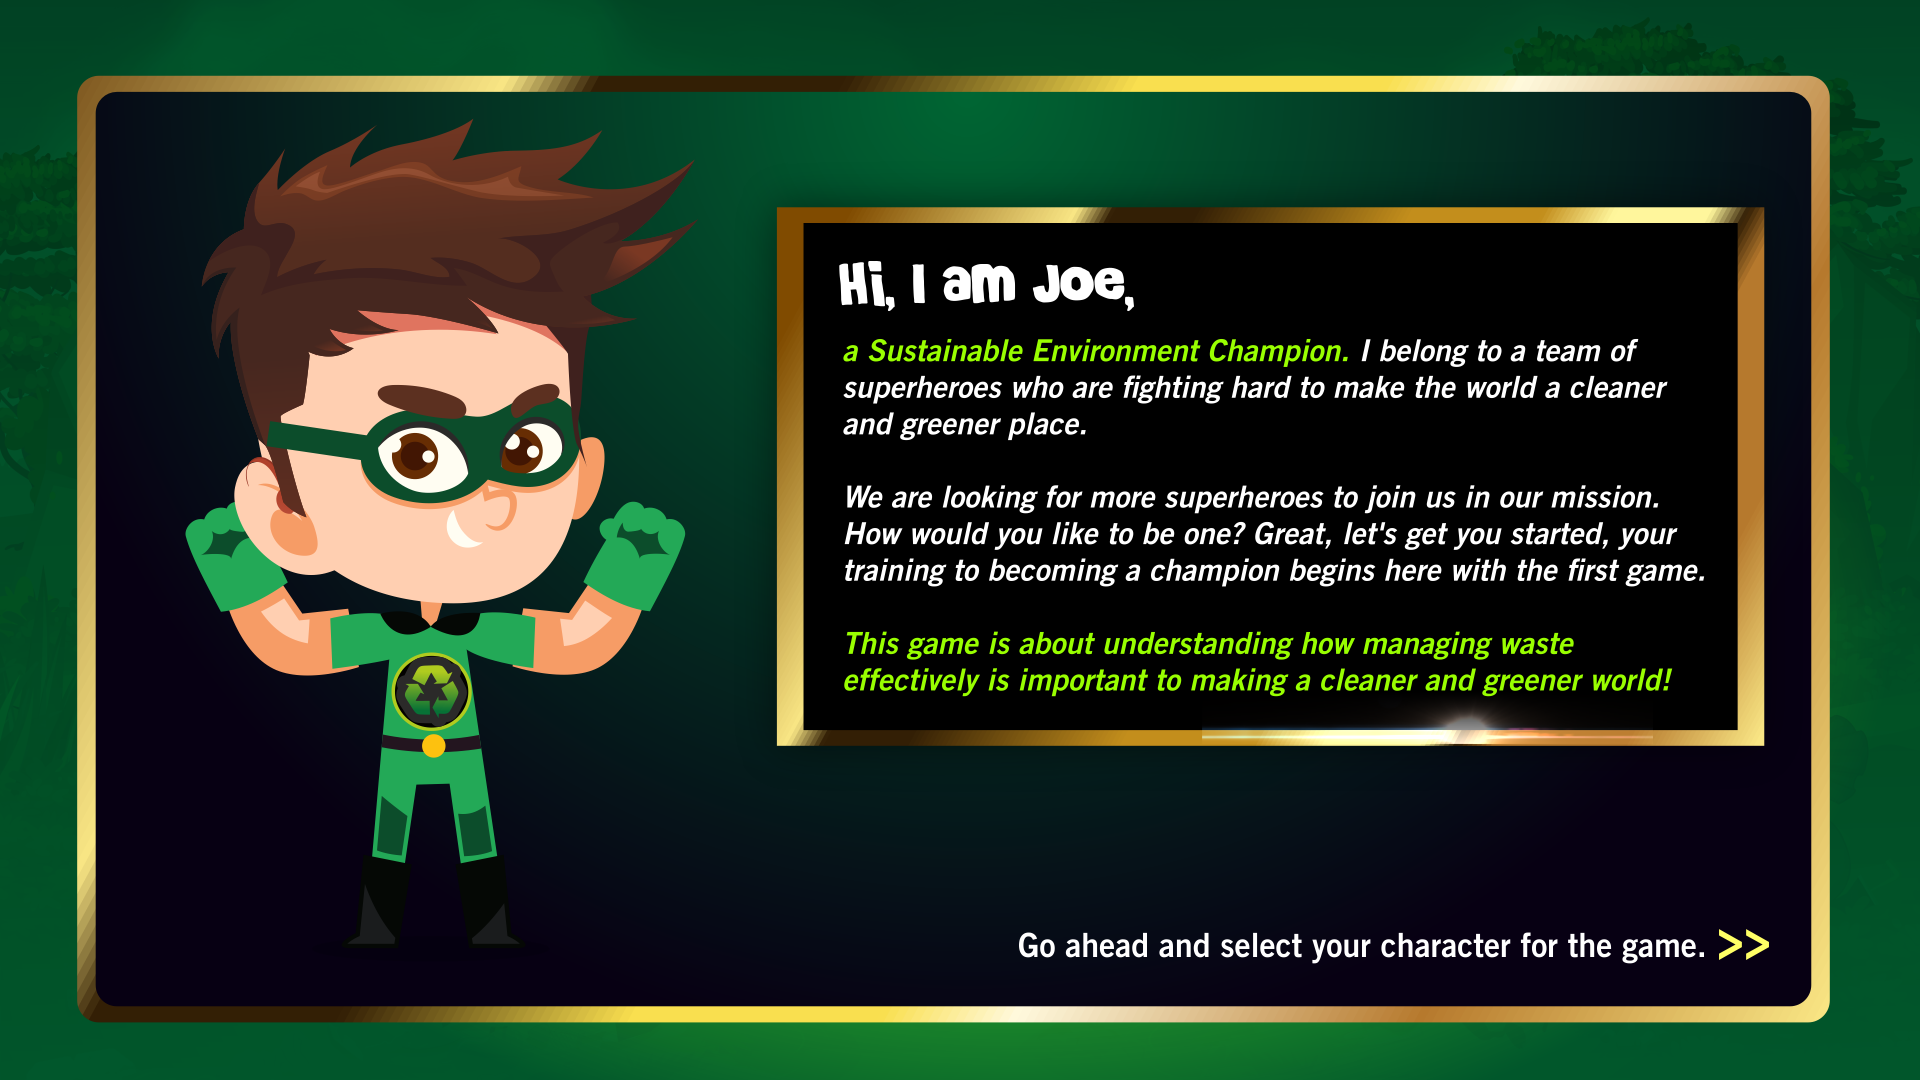 Hi, I am Joe,
a Sustainable Environment Champion. I belong to a team of
superheroes who are fighting hard to make the world a cleaner
and greener place.
We are looking for more superheroes to join us in our mission.
How would you like to be one? Great, let's get you started, your
training to becoming a champion begins here with the first game.
This game is about understanding how managing waste
effectively is important to making a cleaner and greener world!
Go ahead and select your character for the game. >>